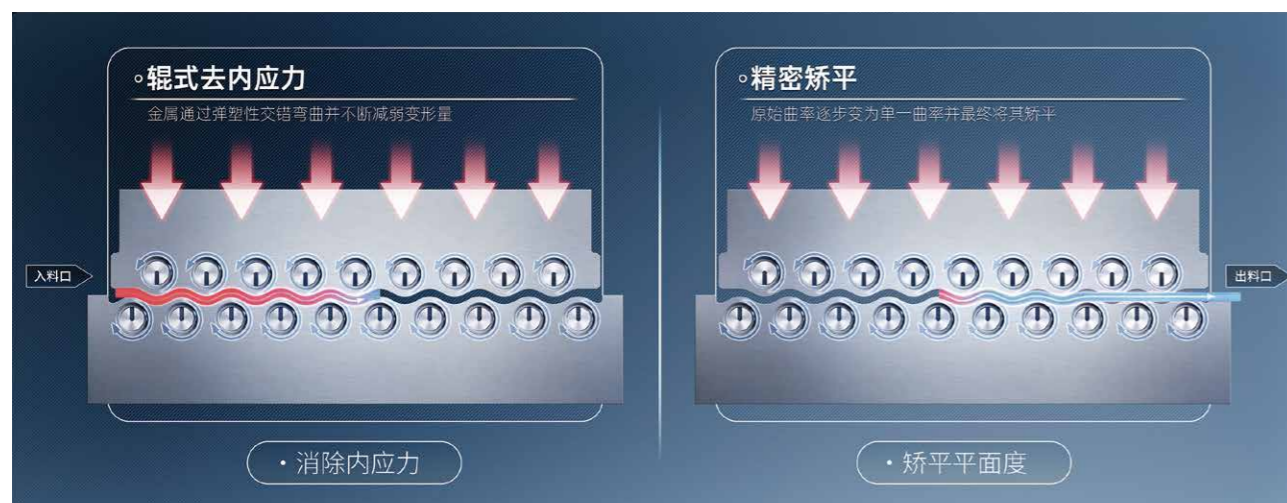 辊式去内应力
金属通过弹塑性交错弯曲并不断减弱变形量
入料口
·消除内应力
精密矫平
原始曲率逐步变为单一曲率并最终将其矫平
出料口
·矫平平面度